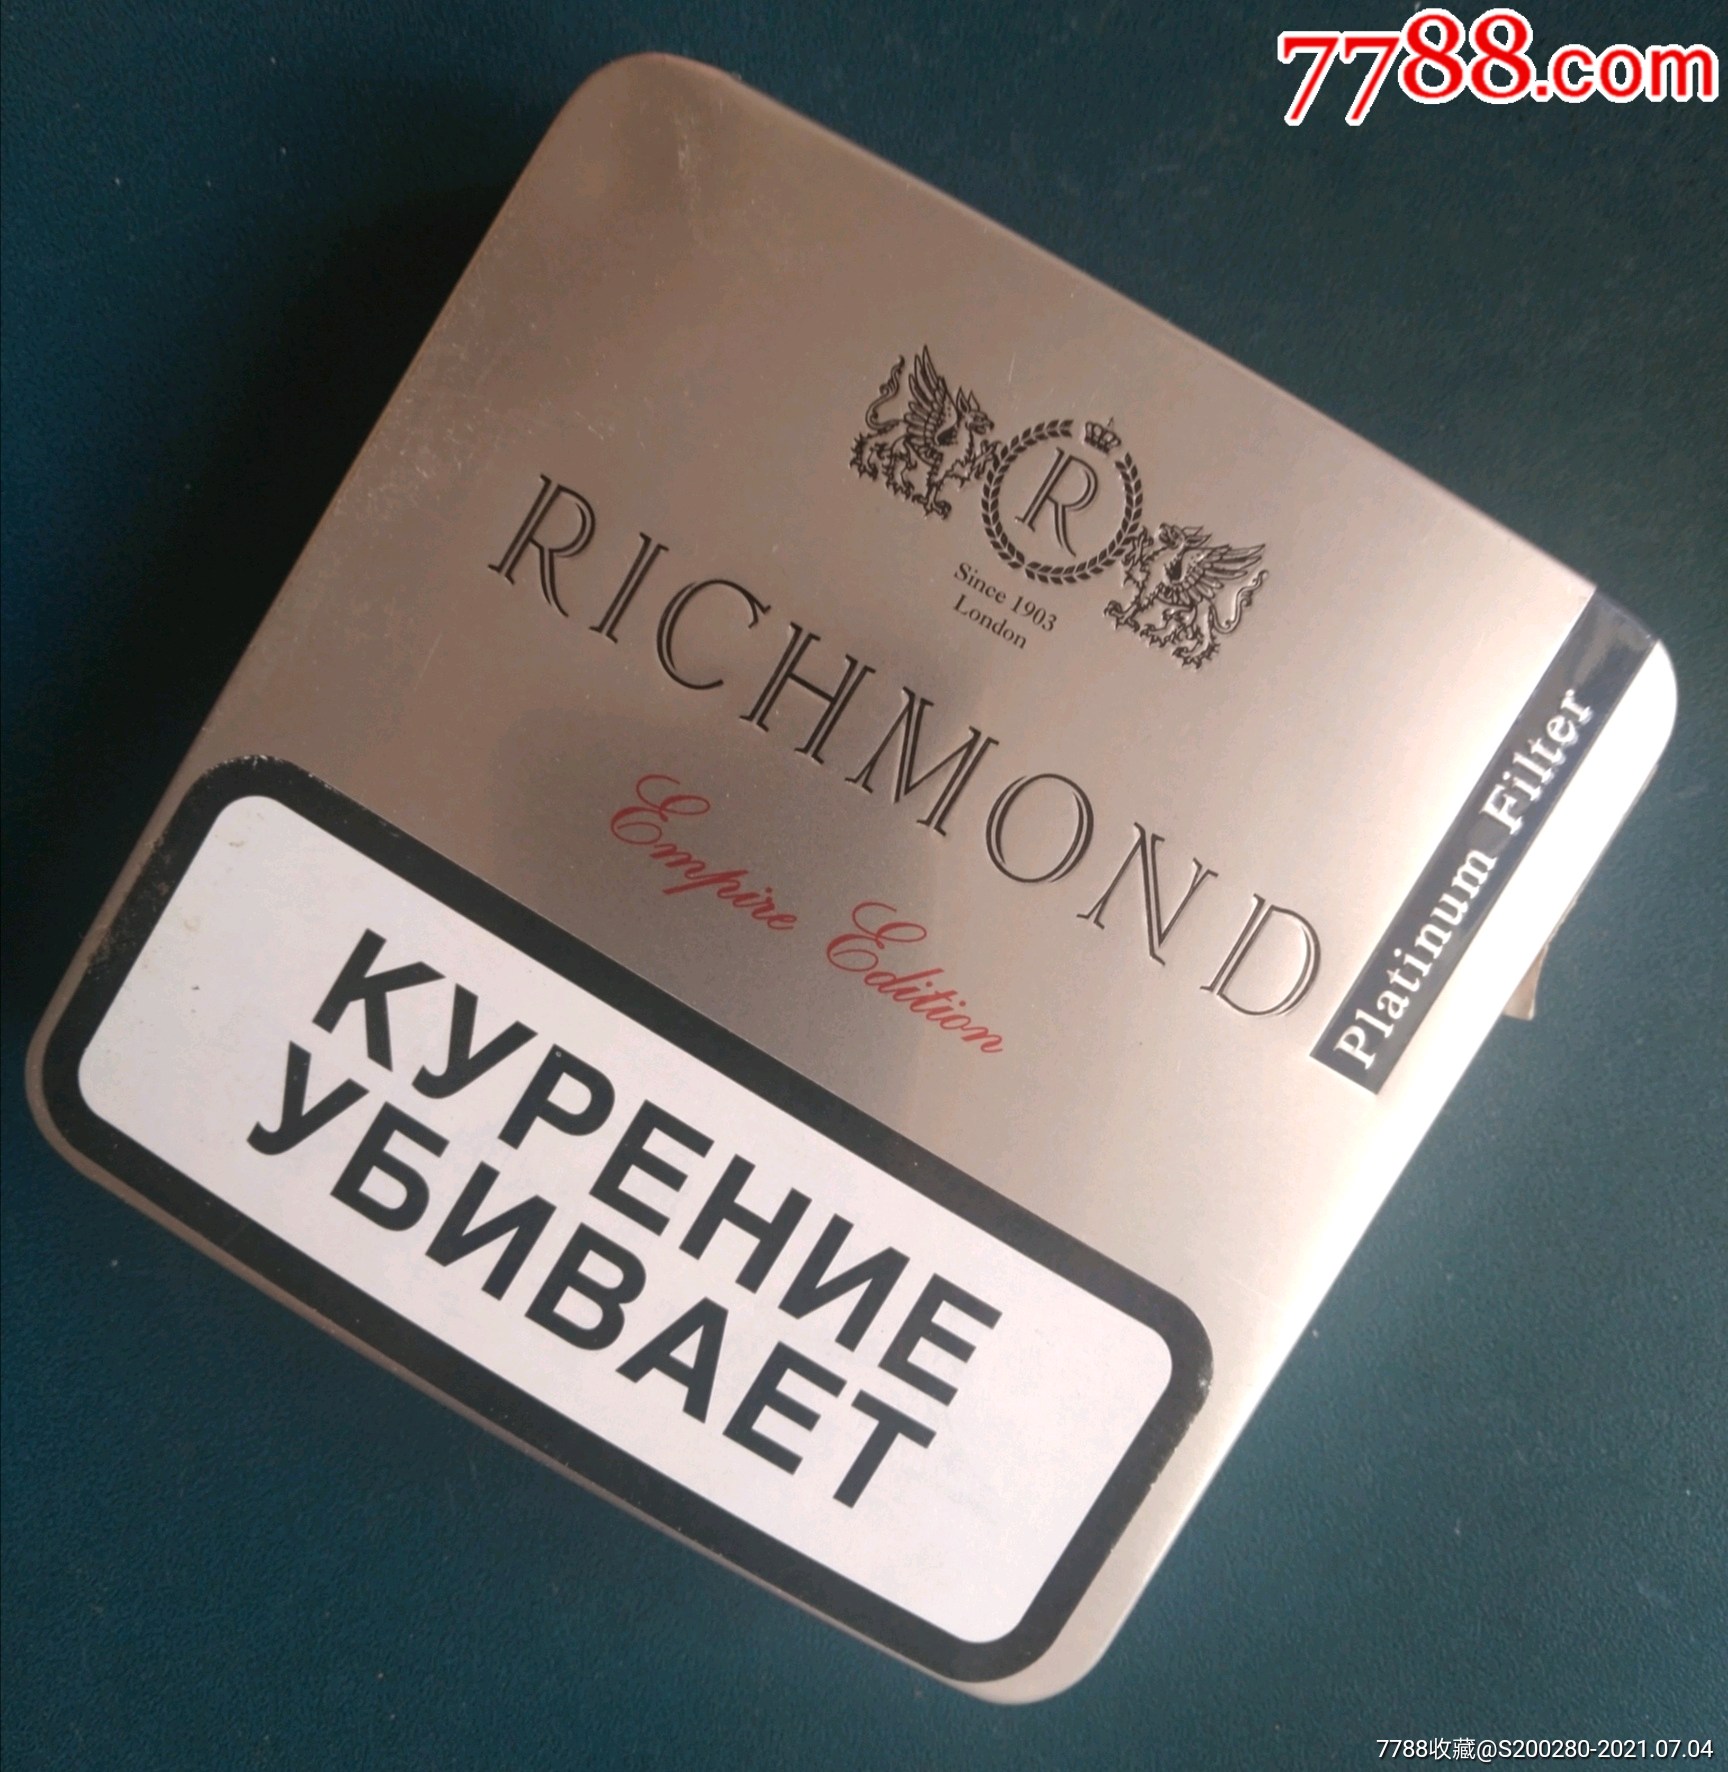 7788.com
R
Since 1903
London
RICHMOND
Empire Edition
Platinum Filter
КУРЕНИЕ
УБИВАЕТ
7788收藏@S200280-2021.07.04